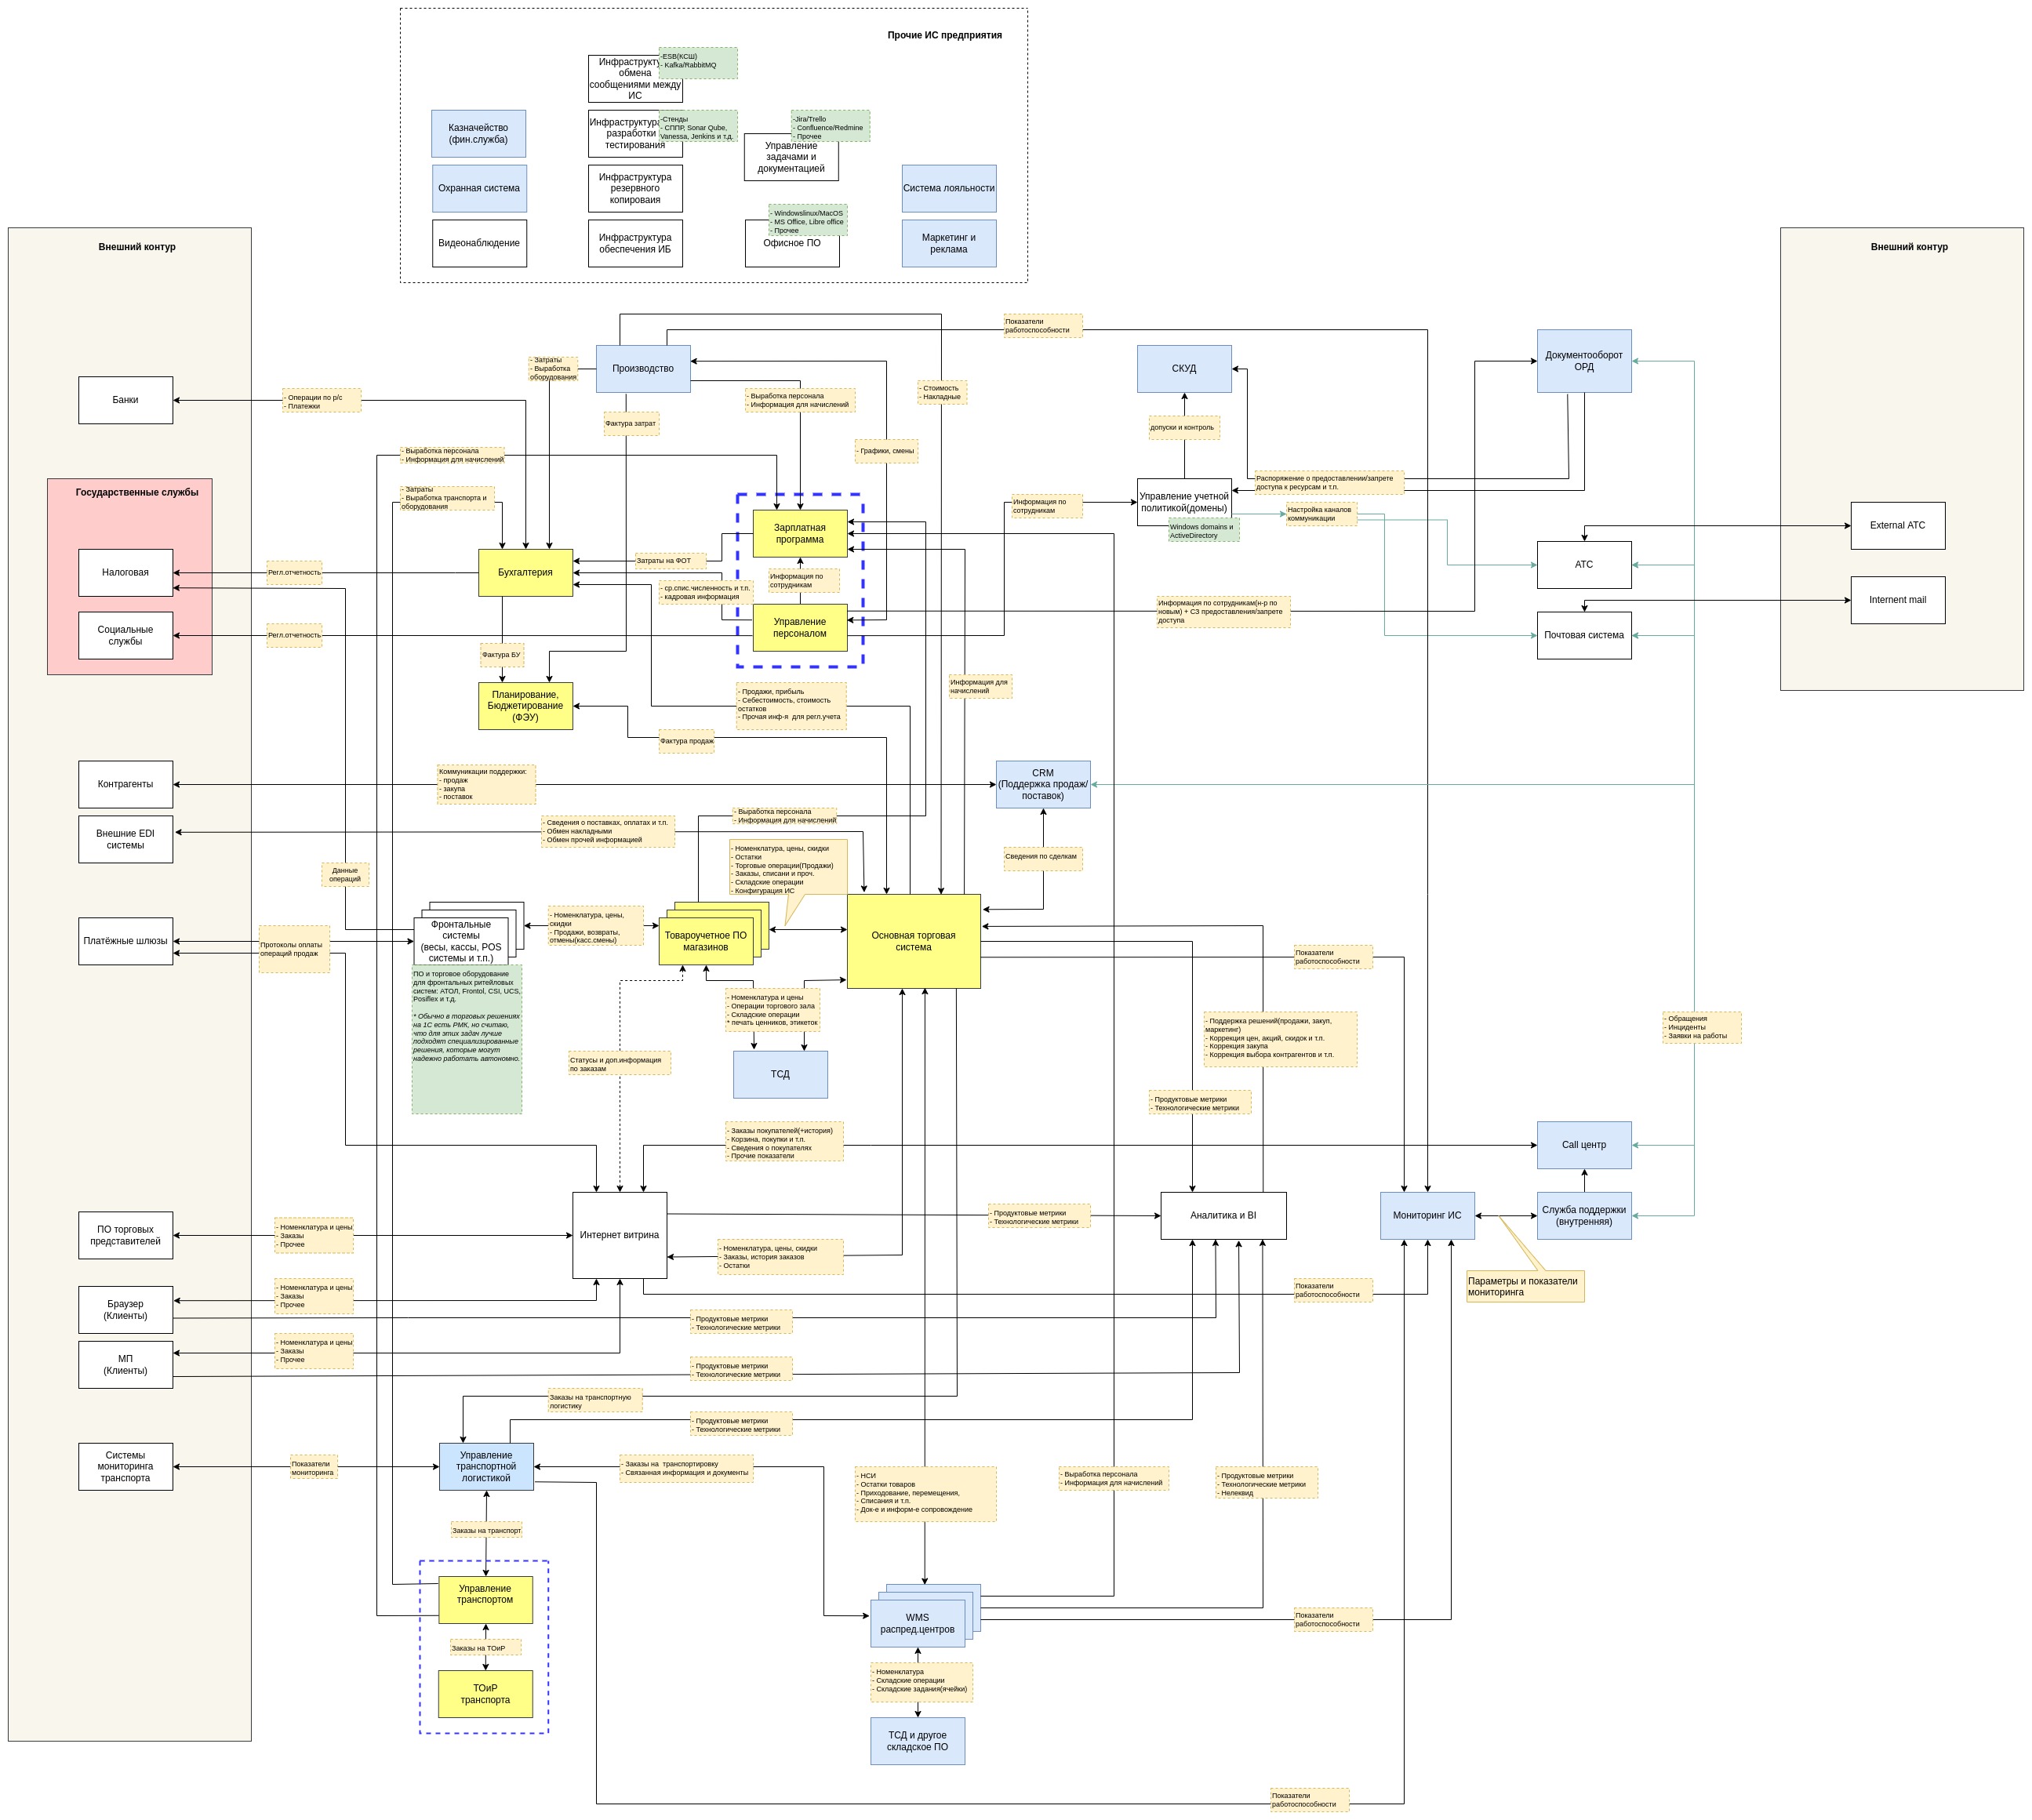 Прочие ИС предприятия
Инфраструктура
обмена
сообщениями между
ИС
-ESB(КСШ)
- Kafka/RabbitMQ
Казначейство
(фин.служба)
Инфраструктура
разработки
тестирования
-Стенды
- СППР, Sonar Qube,
Vanessa, Jenkins и т.д.
-Jira/Trello
- Confluence/Redmine
- Прочее
Управление
задачами и
документацией
Охранная система
Инфраструктура
резервного
копироваия
Система лояльности
Видеонаблюдение
Инфраструктура
обеспечения ИБ
- Windowslinux/MacOS
- MS Office, Libre office
- Прочее
Офисное ПО
Маркетинг и
реклама
Внешний контур
Внешний контур
Показатели
работоспособности
- Затраты
- Выработка
оборудования
Производство
СКУД
Документооборот
ОРД
Банки
- Операции по р/с
- Платежки
- Выработка персонала
- Информация для начислений
- Стоимость
- Накладные
Фактура затрат
допуски и контроль
- Графики, смены
- Выработка персонала
- Информация для начислений
Распоряжение о предоставлении/запрете
доступа к ресурсам и т.п.
Государственные службы
- Затраты
- Выработка транспорта и
оборудования
Информация по
сотрудникам
Управление учетной
политикой(домены)
Windows domains и
ActiveDirectory
Настройка каналов
коммуникации
External АТС
Зарплатная
программа
Налоговая
Регл.отчетность
Бухгалтерия
Затраты на ФОТ
Информация по
сотрудникам
АТС
- ср.спис.численность и т.п.
- кадровая информация
Internent mail
Социальные
службы
Регл.отчетность
Управление
персоналом
Информация по сотрудникам(н-р по
новым) + СЗ предоставления/запрете
доступа
Почтовая система
Фактура БУ
Информация для
начислений
Планирование,
Бюджетирование
(ФЭУ)
- Продажи, прибыль
- Себестоимость, стоимость
остатков
- Прочая инф-я для регл.учета
Фактура продаж
Контрагенты
Коммуникации поддержки:
- продаж
- закупа
- поставок
CRM
(Поддержка продаж/
поставок)
Внешние EDI
системы
- Сведения о поставках, оплатах и т.п.
- Обмен накладными
- Обмен прочей информацией
- Выработка персонала
- Информация для начислений
- Номенклатура, цены, скидки
- Остатки
- Торговые операции(Продажи)
- Заказы, списани и проч.
- Складские операции
- Конфигурация ИС
Сведения по сделкам
Данные
операций
Платёжные шлюзы
Протоколы оплаты
операций продаж
Фронтальные
системы
(весы, кассы, POS
системы и т.п.)
- Номенклатура, цены,
скидки
- Продажи, возвраты,
отмены(касс.смены)
Товароучетное ПО
магазинов
Основная торговая
система
Показатели
работоспособности
ПО и торговое оборудование
для фронтальных ритейловых
систем: АТОЛ, Frontol, CSI, UCS,
Posiflex и т.д.
* Обычно в торговых решениях
на 1С есть РМК, но считаю,
что для этих задач лучше
подходят специализированные
решения, которые могут
надежно работать автономно.
- Номенклатура и цены
- Операции торгового зала
- Складские операции
* печать ценников, этикеток
- Поддержка решений(продажи, закуп,
маркетинг)
- Коррекция цен, акций, скидок и т.п.
- Коррекция закупа
- Коррекция выбора контрагентов и т.п.
- Обращения
- Инциденты
- Заявки на работы
Статусы и доп.информация
по заказам
ТСД
- Продуктовые метрики
- Технологические метрики
- Заказы покупателей(+история)
- Корзина, покупки и т.п.
- Сведения о покупателях
- Прочие показатели
Call центр
ПО торговых
представителей
- Номенклатура и цены
- Заказы
- Прочее
Интернет витрина
- Продуктовые метрики
- Технологические метрики
Аналитика и BI
Мониторинг ИС
Служба поддержки
(внутренняя)
- Номенклатура, цены, скидки
- Заказы, история заказов
- Остатки
Параметры и показатели
мониторинга
Браузер
(Клиенты)
- Номенклатура и цены
- Заказы
- Прочее
Показатели
работоспособности
- Продуктовые метрики
- Технологические метрики
МП
(Клиенты)
- Номенклатура и цены
- Заказы
- Прочее
- Продуктовые метрики
- Технологические метрики
Заказы на транспортную
логистику
- Продуктовые метрики
- Технологические метрики
Системы
мониторинга
транспорта
Показатели
мониторинга
Управление
транспортной
логистикой
- Заказы на транспортировку
- Связанная информация и документы
- НСИ
- Остатки товаров
- Приходование, перемещения,
- Списания и т.п.
- Док-е и информ-е сопровождение
- Выработка персонала
- Информация для начислений
- Продуктовые метрики
- Технологические метрики
- Нелеквид
Заказы на транспорт
Управление
транспортом
WMS
распред.центров
Показатели
работоспособности
Заказы на ТОиР
ТОиР
транспорта
- Номенклатура
- Складские операции
- Складские задания(ячейки)
ТСД и другое
складское ПО
Показатели
работоспособности